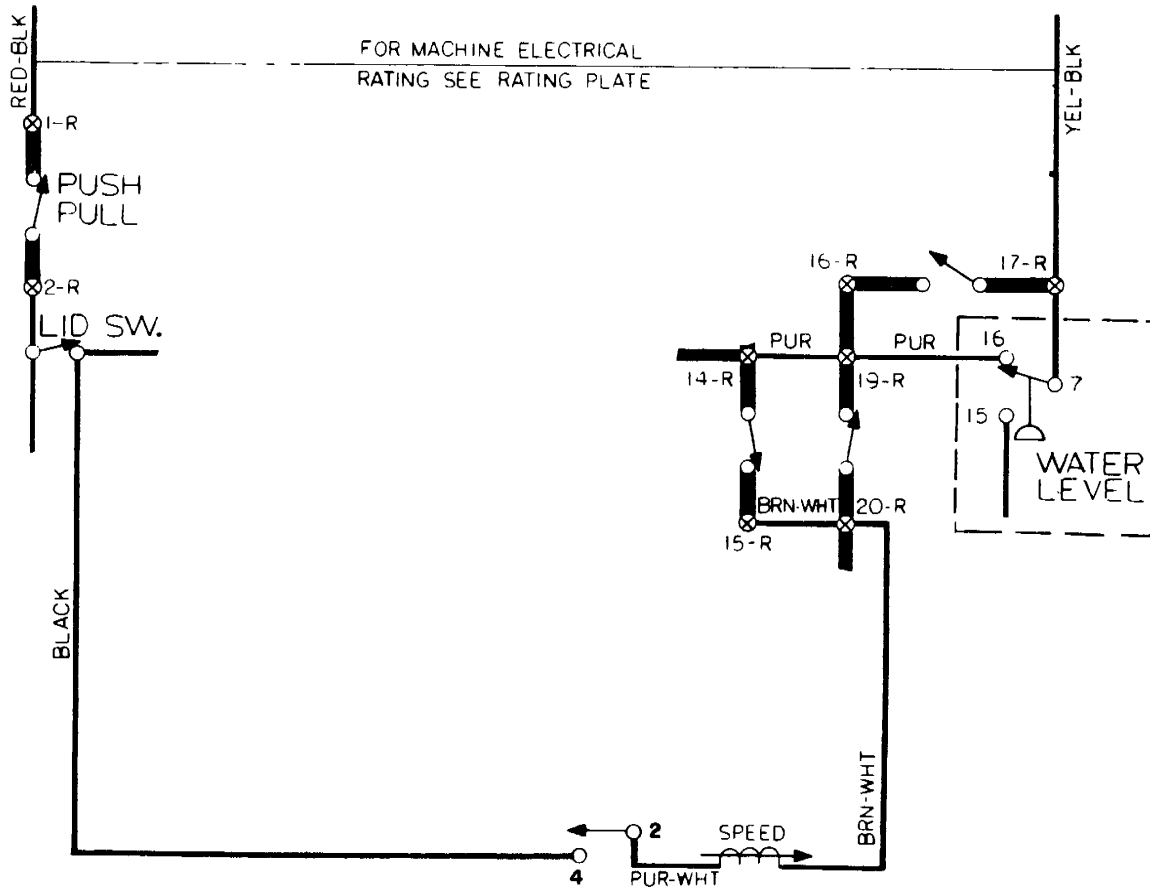 RED-BLK
FOR MACHINE ELECTRICAL
RATING SEE RATING PLATE
YEL-BLK
1-R
PUSH
PULL
2-R
LID SW.
16-R
17-R
PUR
PUR
16
7
14-R
19-R
15
WATER
LEVEL
BRN-WHT
20-R
15-R
BLACK
BRN-WHT
2
SPEED
4
PUR-WHT